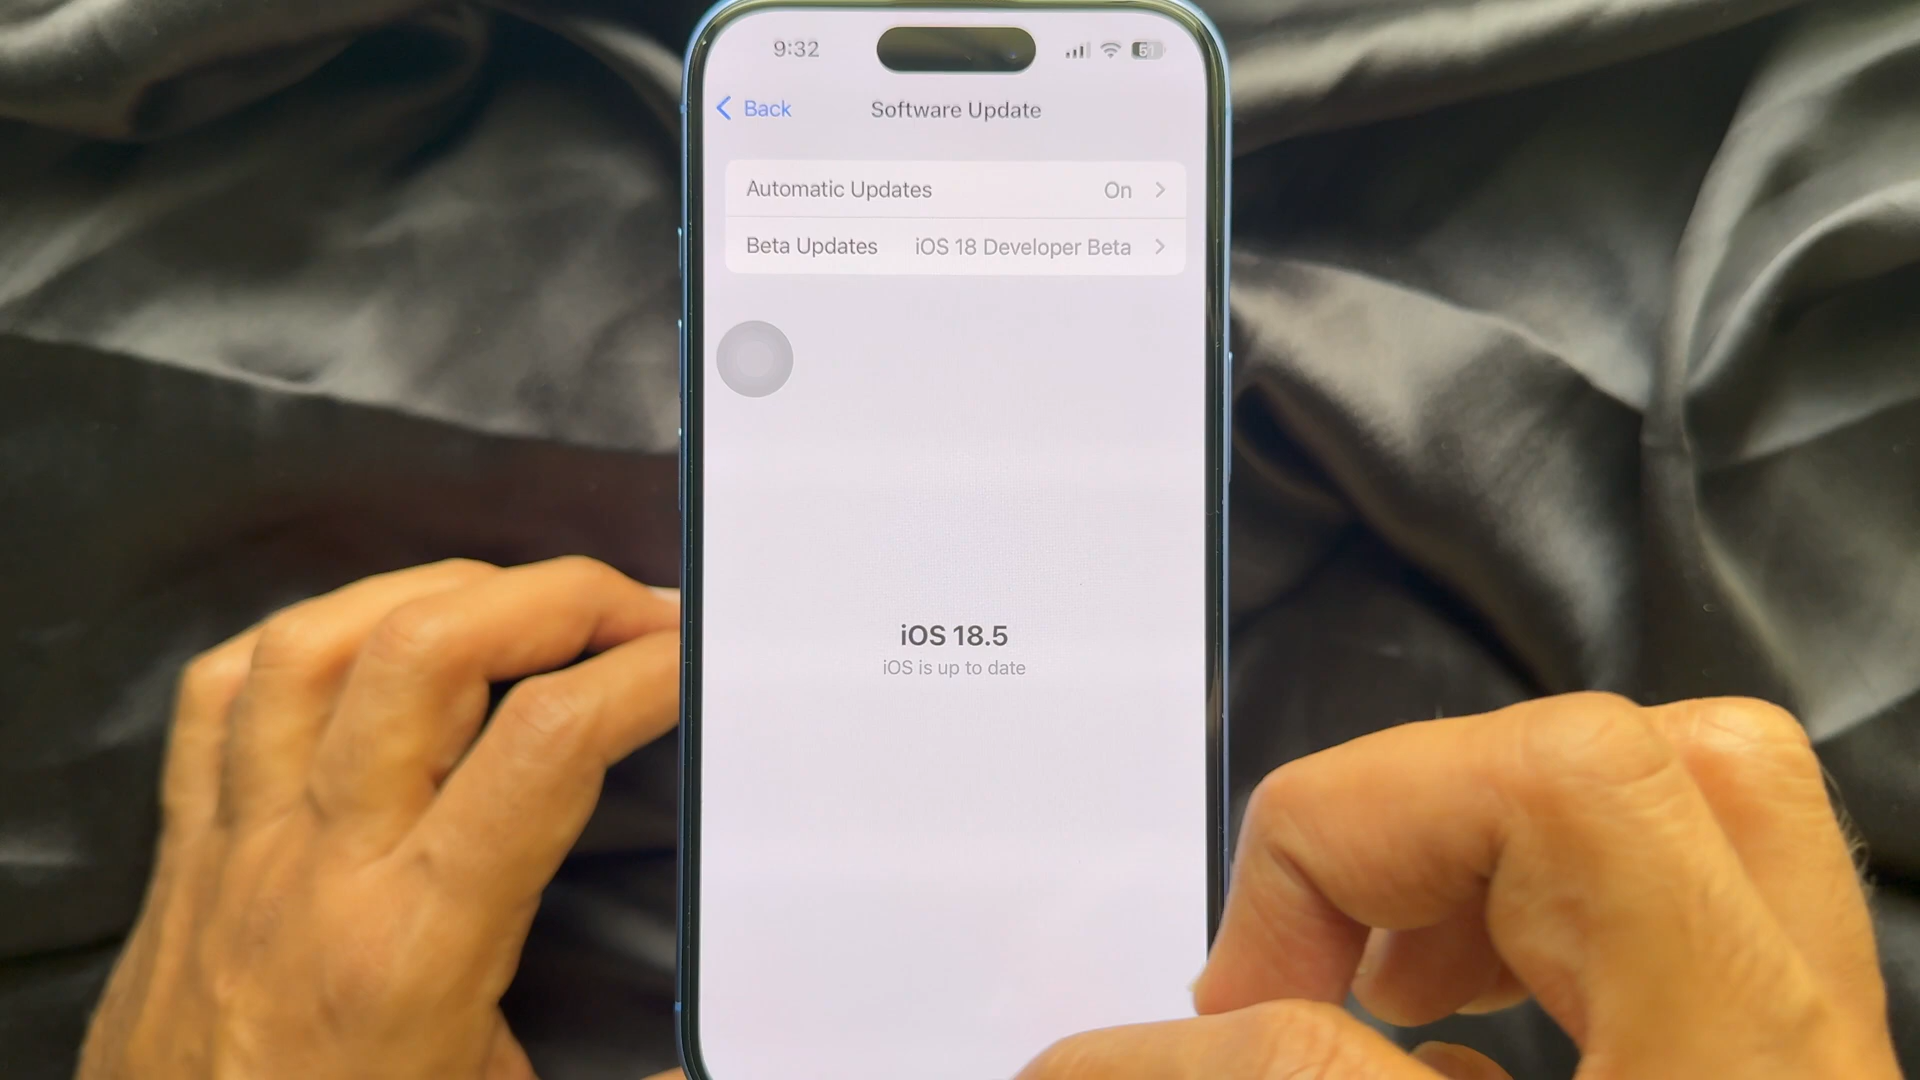 9:32
51
Back
Software Update
Automatic Updates On
Beta Updates iOS 18 Developer Beta
iOS 18.5
iOS is up to date